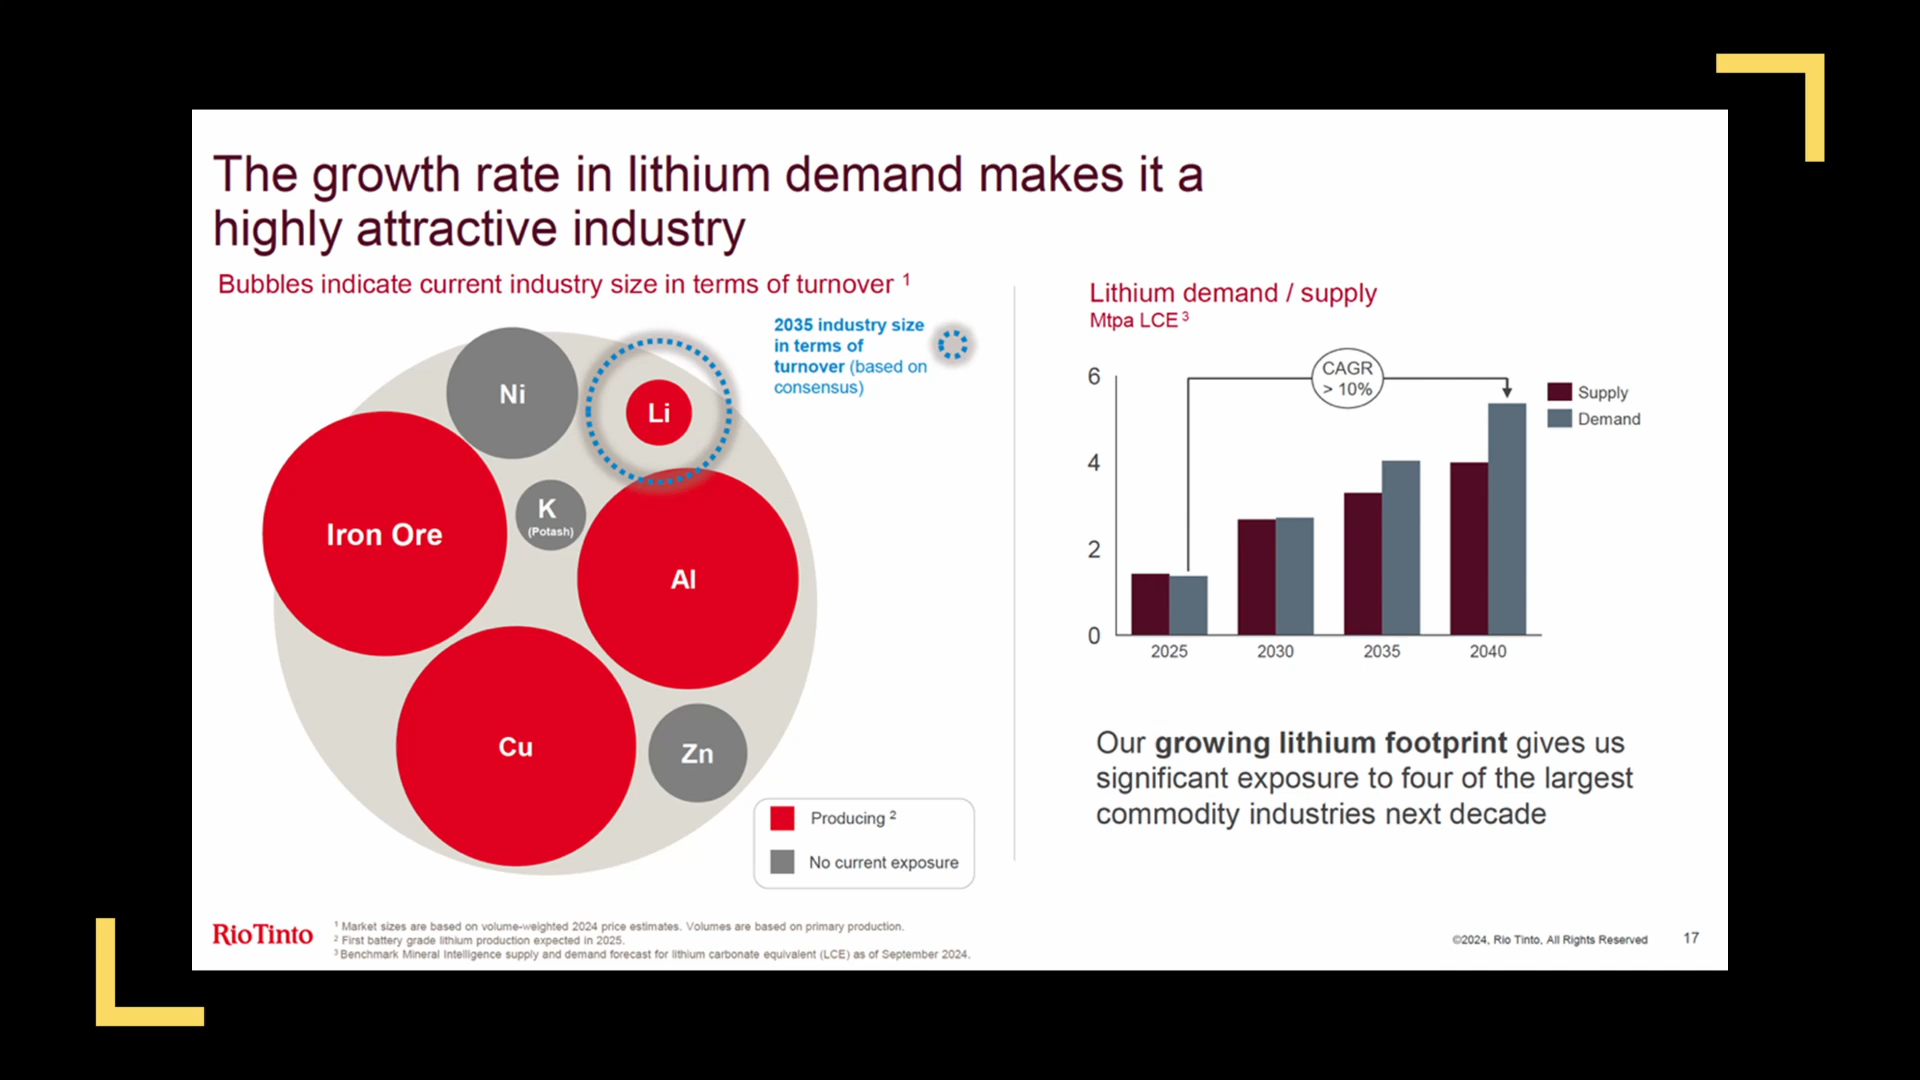 The growth rate in lithium demand makes it a
highly attractive industry
Bubbles indicate current industry size in terms of turnover ¹
2035 industry size
in terms of
turnover (based on
consensus)
Ni
Li
Iron Ore
K
(Potash)
Al
Cu
Zn
Producing ²
No current exposure
Lithium demand / supply
Mtpa LCE ³
CAGR
> 10%
6
4
2
0
2025 2030 2035 2040
Supply
Demand
Our growing lithium footprint gives us
significant exposure to four of the largest
commodity industries next decade
RioTinto
¹ Market sizes are based on volume-weighted 2024 price estimates. Volumes are based on primary production.
² First battery grade lithium production expected in 2025.
³ Benchmark Mineral Intelligence supply and demand forecast for lithium carbonate equivalent (LCE) as of September 2024.
©2024, Rio Tinto, All Rights Reserved 17